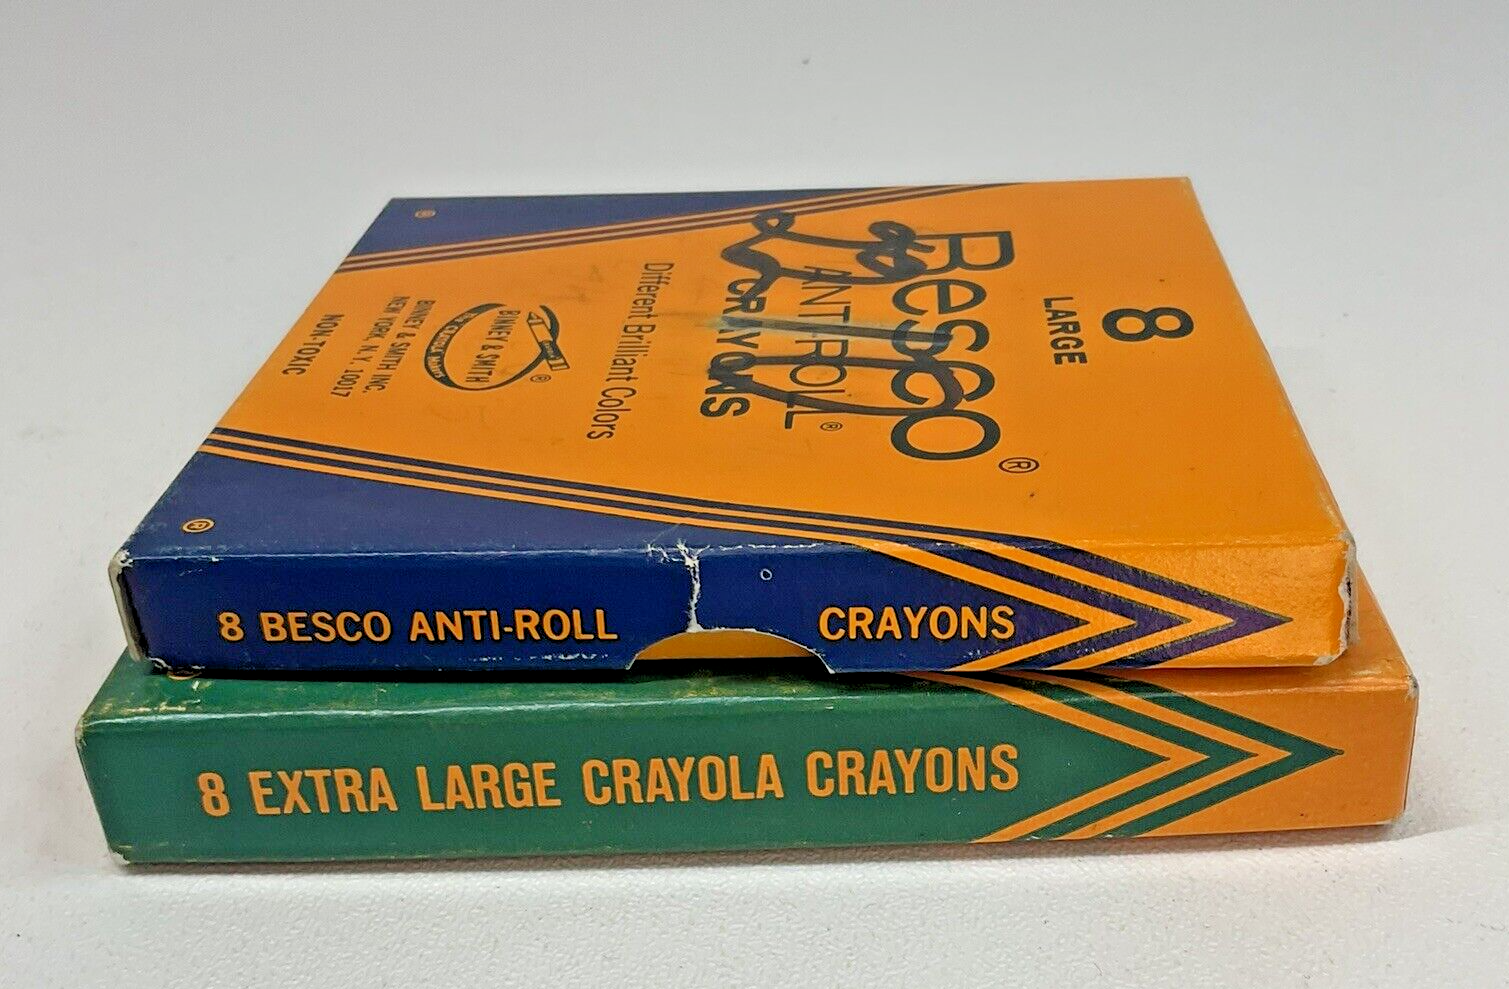 8
LARGE
Besco®
ANTI-ROLL®
CRAYONS
Different Brilliant Colors
BINNEY & SMITH
®
BINNEY & SMITH INC.
NEW YORK, N. Y. 10017
NON-TOXIC
®
®
8 BESCO ANTI-ROLL CRAYONS
8 EXTRA LARGE CRAYOLA CRAYONS